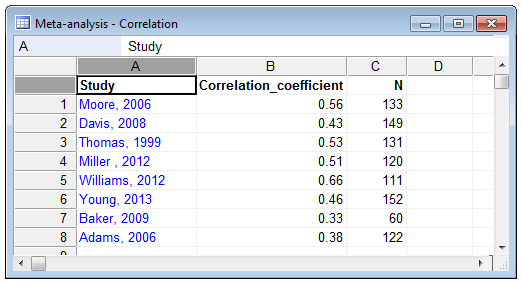 Meta-analysis - Correlation
A Study
A B C D
Study Correlation_coefficient N
1 Moore, 2006 0.56 133
2 Davis, 2008 0.43 149
3 Thomas, 1999 0.53 131
4 Miller , 2012 0.51 120
5 Williams, 2012 0.66 111
6 Young, 2013 0.46 152
7 Baker, 2009 0.33 60
8 Adams, 2006 0.38 122